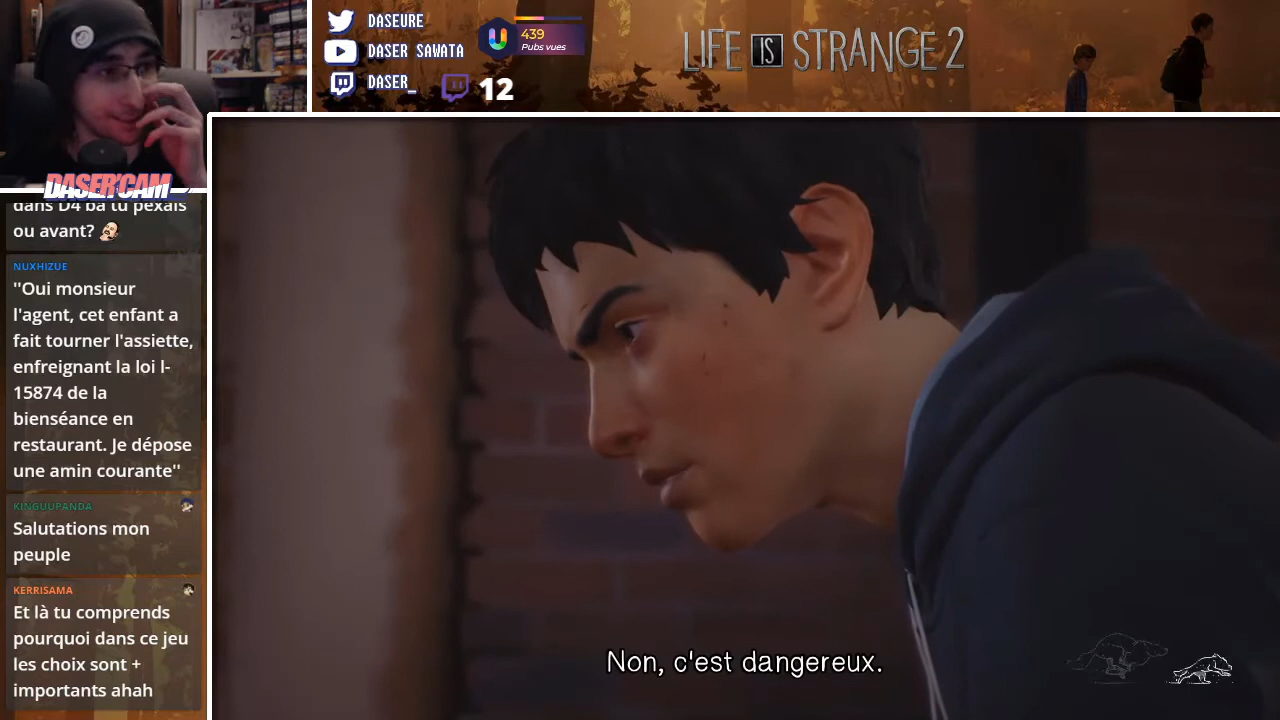 DASEURE
DASER SAWATA
DASER_
439
Pubs vues
12
LIFE IS STRANGE 2
DASER'CAM
dans D4 ba tu pexais
ou avant?
NUXHIZUE
''Oui monsieur
l'agent, cet enfant a
fait tourner l'assiette,
enfreignant la loi l-
15874 de la
bienséance en
restaurant. Je dépose
une amin courante''
KINGUUPANDA
Salutations mon
peuple
KERRISAMA
Et là tu comprends
pourquoi dans ce jeu
les choix sont +
importants ahah
Non, c'est dangereux.